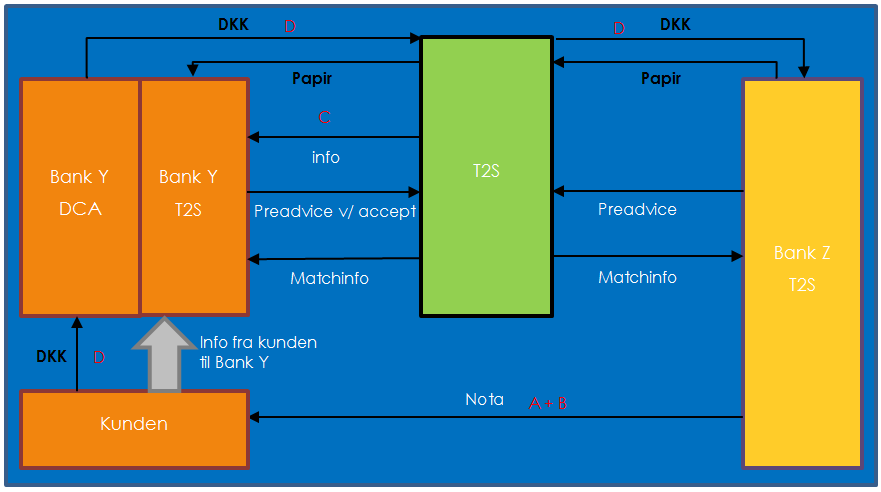 DKK D
D DKK
Papir
Papir
C
info
Bank Y
DCA
Bank Y
T2S
T2S
Preadvice v/ accept
Preadvice
Matchinfo
Matchinfo
Bank Z
T2S
DKK D
Info fra kunden
til Bank Y
Nota A + B
Kunden